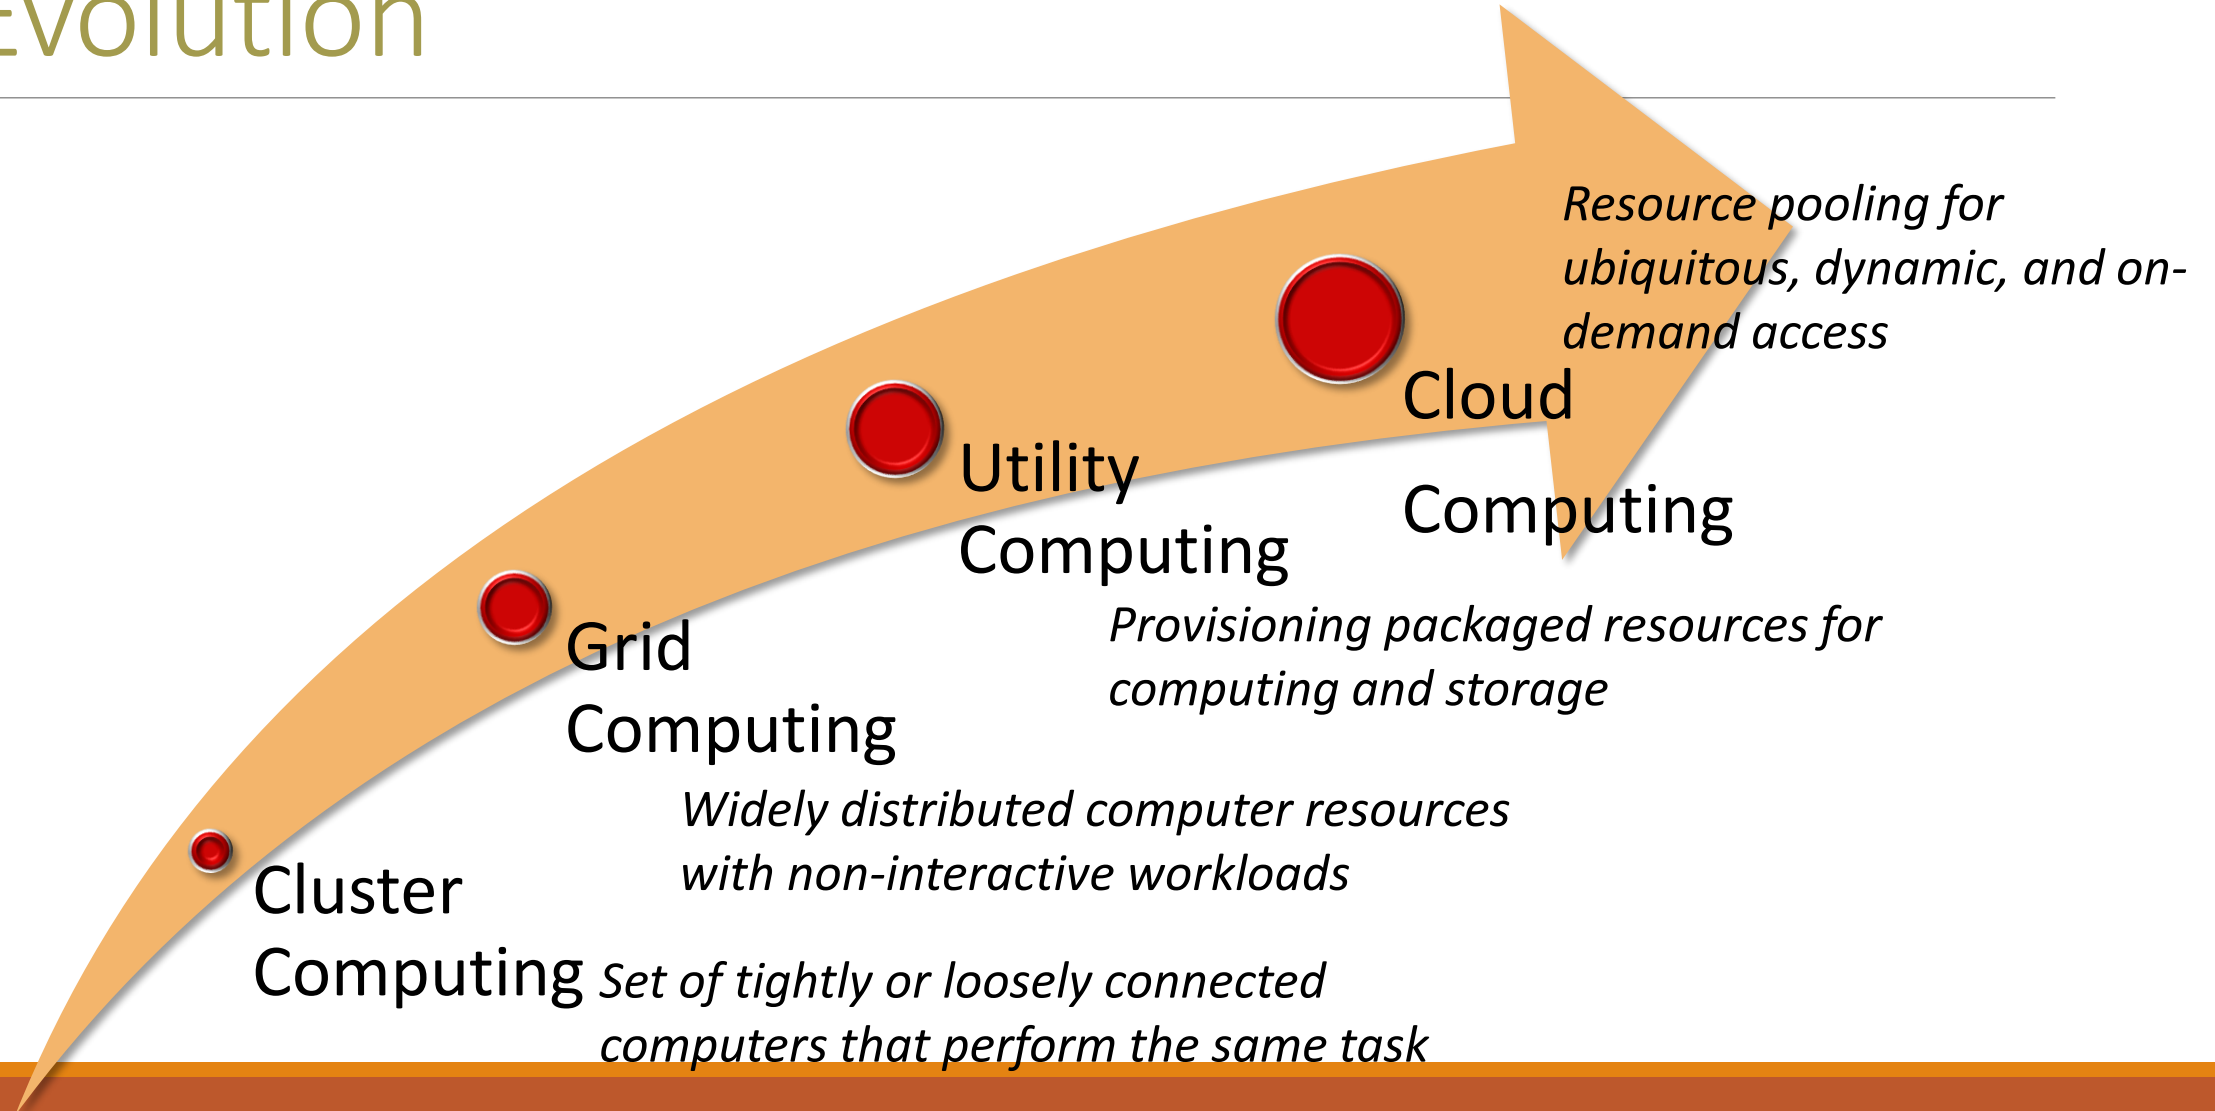 Evolution
Resource pooling for
ubiquitous, dynamic, and on-
demand access
Cloud
Computing
Utility
Computing
Provisioning packaged resources for
computing and storage
Grid
Computing
Widely distributed computer resources
with non-interactive workloads
Cluster
Computing
Set of tightly or loosely connected
computers that perform the same task